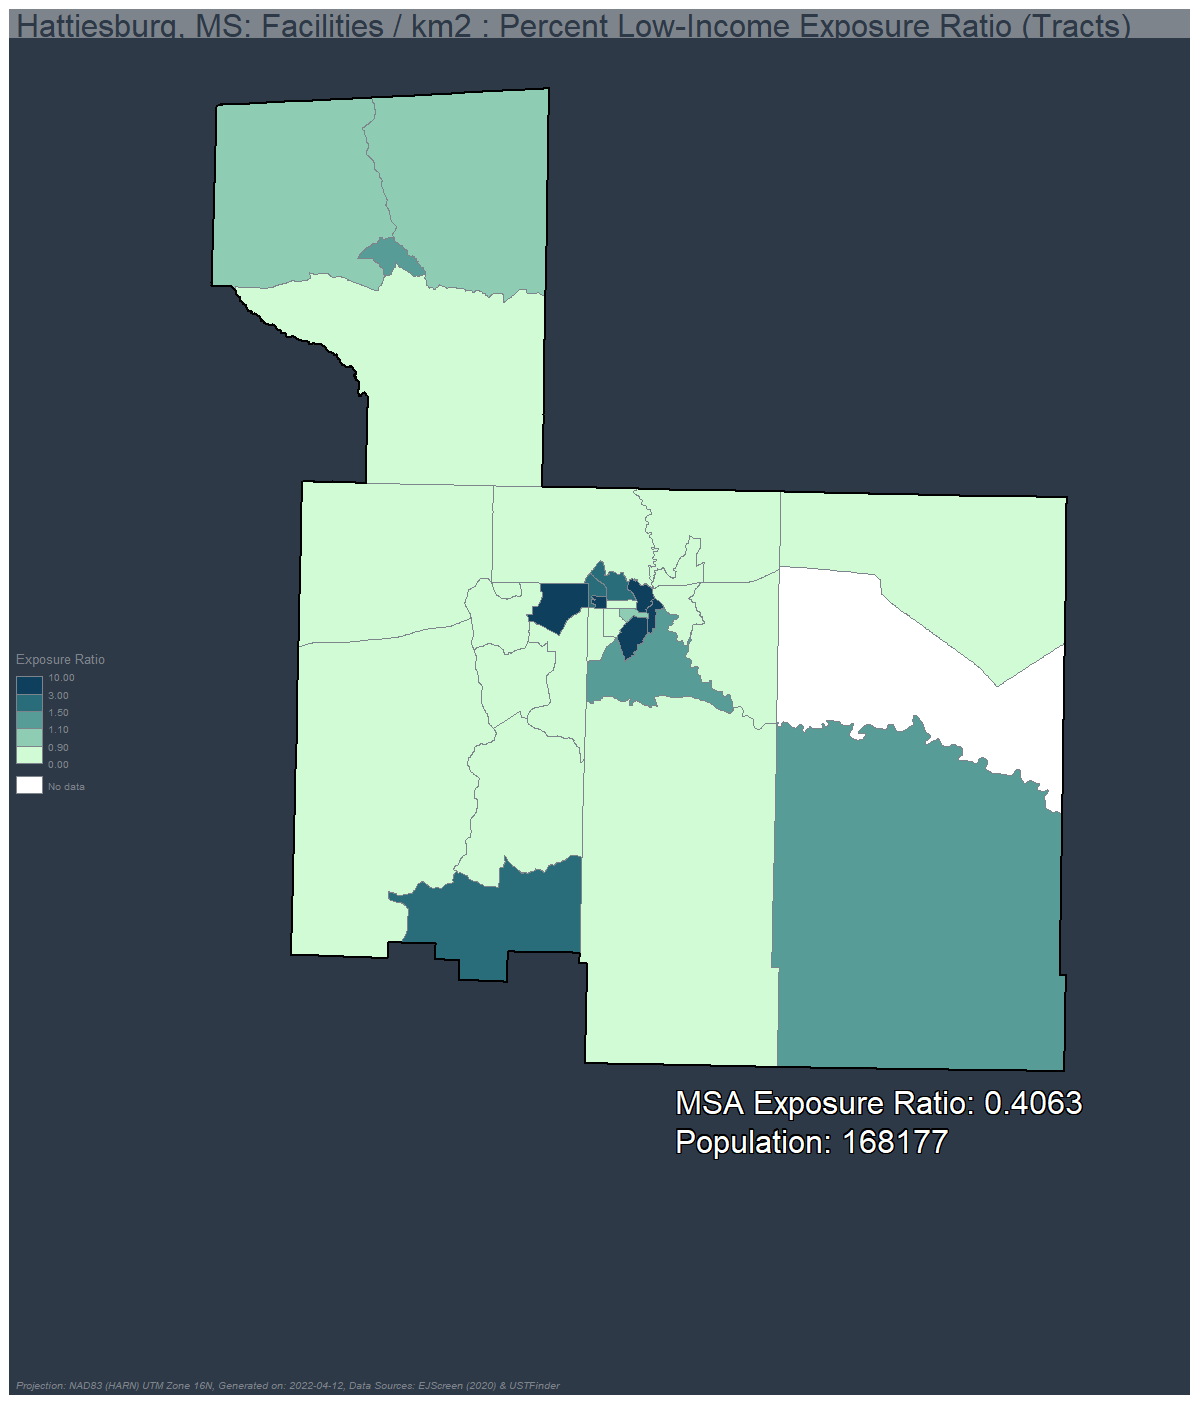 Hattiesburg, MS: Facilities / km2 : Percent Low-Income Exposure Ratio (Tracts)
Exposure Ratio
10.00
3.00
1.50
1.10
0.90
0.00
No data
MSA Exposure Ratio: 0.4063
Population: 168177
Projection: NAD83 (HARN) UTM Zone 16N, Generated on: 2022-04-12, Data Sources: EJScreen (2020) & USTFinder